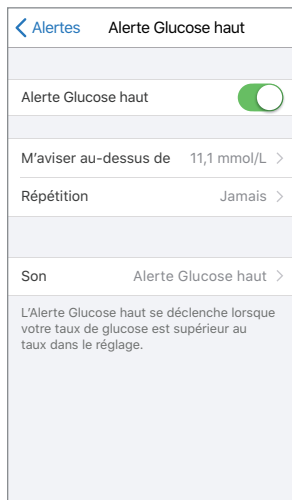 Alertes Alerte Glucose haut
Alerte Glucose haut
M'aviser au-dessus de 11,1 mmol/L
Répétition Jamais
Son Alerte Glucose haut
L'Alerte Glucose haut se déclenche lorsque
votre taux de glucose est supérieur au
taux dans le réglage.